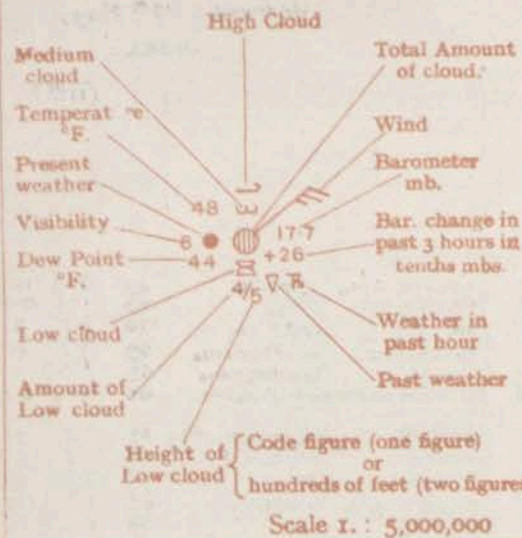 High Cloud
Medium
cloud
Total Amount
of cloud.
Temperat re
°F.
Wind
Present
weather
Barometer
mb.
48
Visibility
6
177
Bar. change in
past 3 hours in
tenths mbs.
Dew Point
°F.
44
+26
4/5
Low cloud
Weather in
past hour
Amount of
Low cloud
Past weather
Height of
Low cloud
Code figure (one figure)
or
hundreds of feet (two figures
Scale 1. : 5,000,000